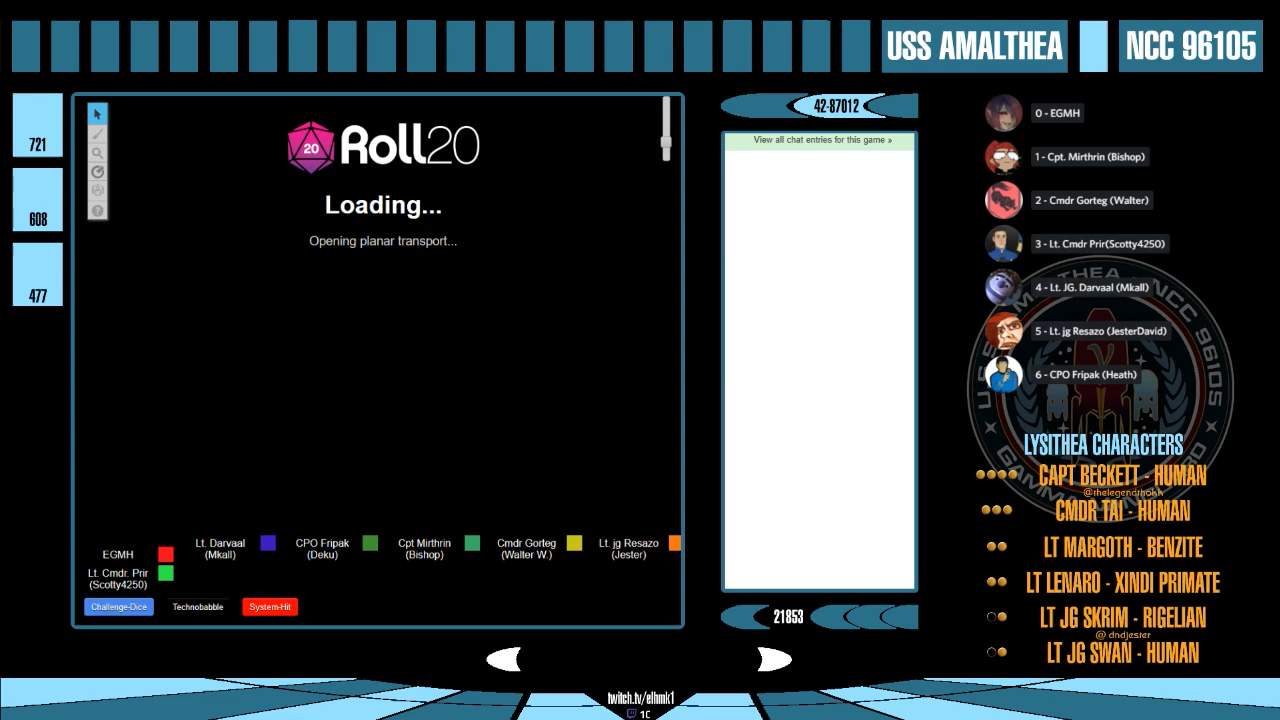 USS AMALTHEA
NCC 96105
721
608
477
20
Roll20
Loading...
Opening planar transport...
EGMH
Lt. Cmdr. Prir
(Scotty4250)
Lt. Darvaal
(Mkall)
CPO Fripak
(Deku)
Cpt Mirthrin
(Bishop)
Cmdr Gorteg
(Walter W.)
Lt. jg Resazo
(Jester)
Challenge-Dice
Technobabble
System-Hit
42-87012
View all chat entries for this game »
21853
0 - EGMH
1 - Cpt. Mirthrin (Bishop)
2 - Cmdr Gorteg (Walter)
3 - Lt. Cmdr Prir(Scotty4250)
4 - Lt. JG. Darvaal (Mkall)
5 - Lt. jg Resazo (JesterDavid)
6 - CPO Fripak (Heath)
LYSITHEA CHARACTERS
CAPT BECKETT - HUMAN
CMDR TAI - HUMAN
LT MARGOTH - BENZITE
LT LENARO - XINDI PRIMATE
LT JG SKRIM - RIGELIAN
@dndjester
LT JG SWAN - HUMAN
twitch.tv/elhmk1